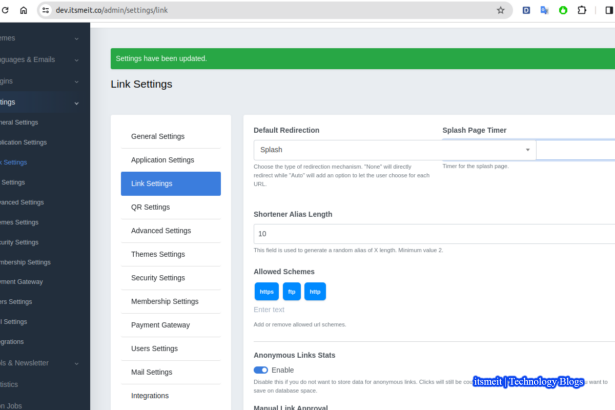 dev.itsmeit.co/admin/settings/link
Settings have been updated.
Link Settings
emes
nguages & Emails
gins
tings
neral Settings
plication Settings
k Settings
Settings
vanced Settings
emes Settings
curity Settings
mbership Settings
yment Gateway
ers Settings
il Settings
egrations
ls & Newsletter
tistics
on Jobs
General Settings
Application Settings
Link Settings
QR Settings
Advanced Settings
Themes Settings
Security Settings
Membership Settings
Payment Gateway
Users Settings
Mail Settings
Integrations
Default Redirection
Splash Page Timer
Splash
Choose the type of redirection mechanism. "None" will directly
redirect while "Auto" will add an option to let the user choose for each
URL.
Timer for the splash page.
Shortener Alias Length
10
This field is used to generate a random alias of X length. Minimum value 2.
Allowed Schemes
https ftp http
Enter text
Add or remove allowed url schemes.
Anonymous Links Stats
Enable
Disable this if you do not want to store data for anonymous links. Clicks will still be want to
save on database space.
itsmeit | Technology Blogs
Manual Link Approval